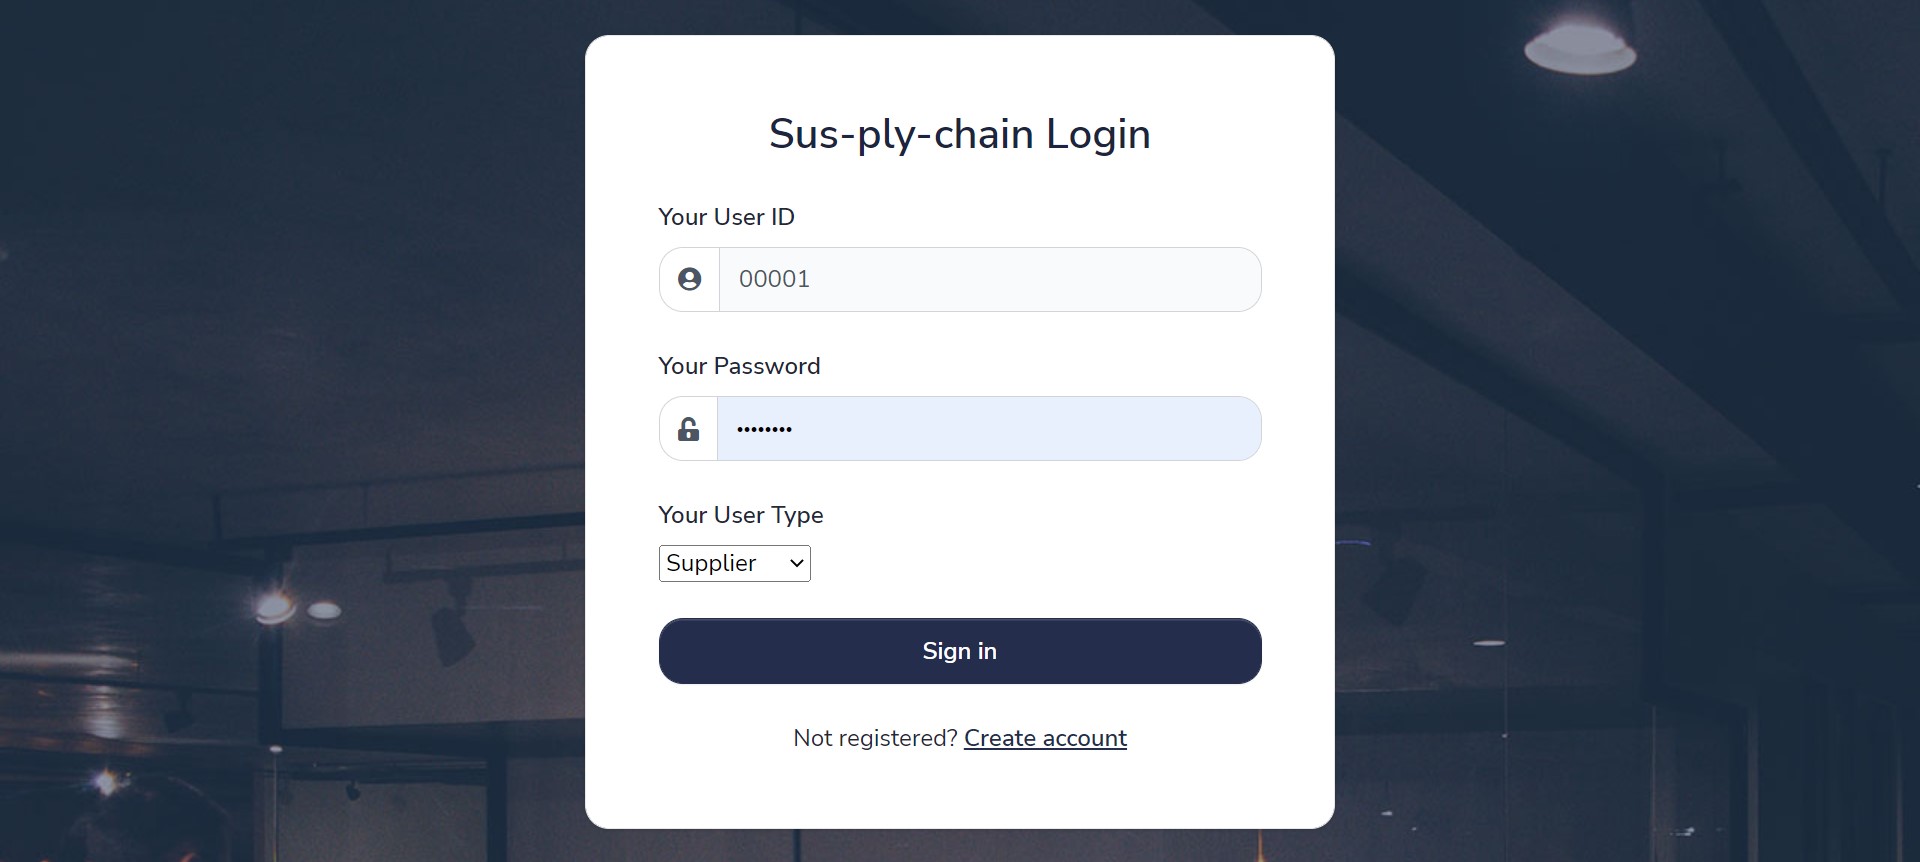 Sus-ply-chain Login
Your User ID
00001
Your Password
••••••••
Your User Type
Supplier
Sign in
Not registered? Create account